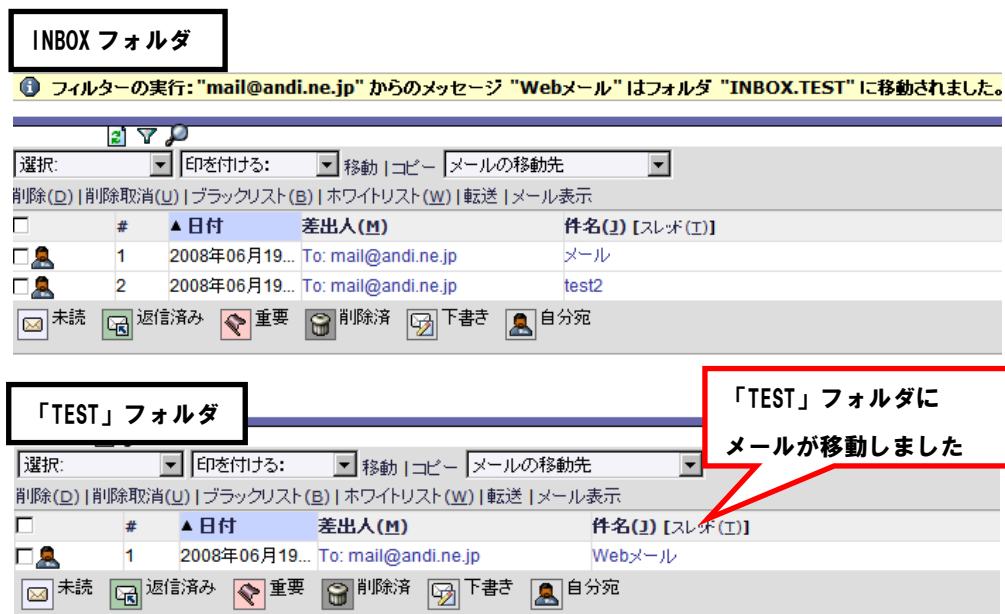 INBOX フォルダ
フィルターの実行: "mail@andi.ne.jp" からのメッセージ "Webメール" はフォルダ "INBOX.TEST" に移動されました。
選択: 印を付ける: 移動 | コピー メールの移動先
削除(D) | 削除取消(U) | ブラックリスト(B) | ホワイトリスト(W) | 転送 | メール表示
# ▲日付 差出人(M) 件名(J) [スレッド(T)]
1 2008年06月19... To: mail@andi.ne.jp メール
2 2008年06月19... To: mail@andi.ne.jp test2
未読 返信済み 重要 削除済 下書き 自分宛
「TEST」フォルダ
「TEST」フォルダに
メールが移動しました
選択: 印を付ける: 移動 | コピー メールの移動先
削除(D) | 削除取消(U) | ブラックリスト(B) | ホワイトリスト(W) | 転送 | メール表示
# ▲日付 差出人(M) 件名(J) [スレッド(T)]
1 2008年06月19... To: mail@andi.ne.jp Webメール
未読 返信済み 重要 削除済 下書き 自分宛